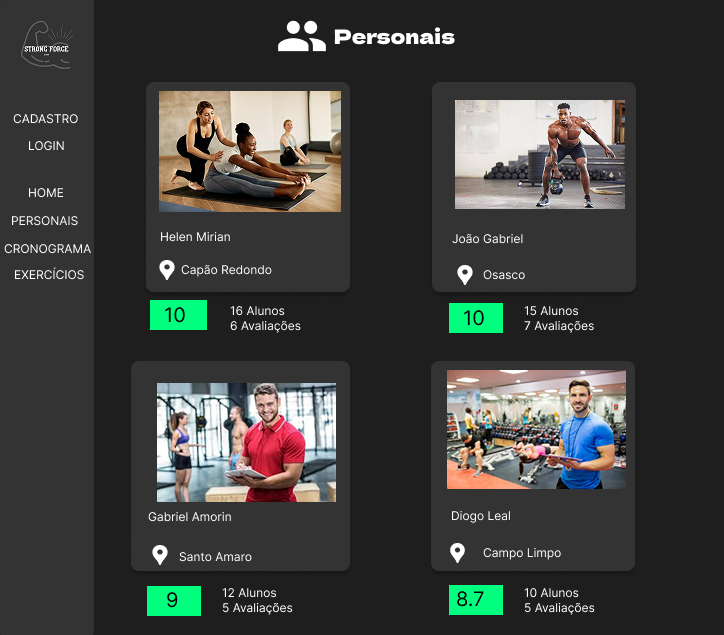 STRONG FORCE
CADASTRO
LOGIN
HOME
PERSONAIS
CRONOGRAMA
EXERCÍCIOS
Personais
Helen Mirian
Capão Redondo
10
16 Alunos
6 Avaliações
João Gabriel
Osasco
10
15 Alunos
7 Avaliações
Gabriel Amorin
Santo Amaro
9
12 Alunos
5 Avaliações
Diogo Leal
Campo Limpo
8.7
10 Alunos
5 Avaliações